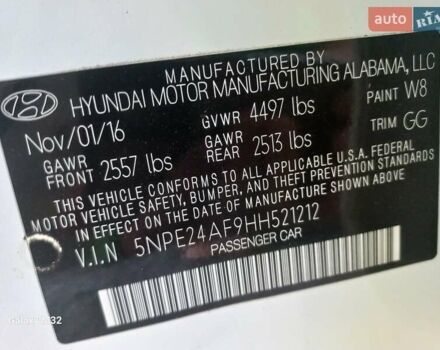 auto RIA
MANUFACTURED BY
HYUNDAI MOTOR MANUFACTURING ALABAMA, LLC
Nov/01/16 GVWR 4497 lbs PAINT W8
GAWR FRONT 2557 lbs GAWR REAR 2513 lbs TRIM GG
THIS VEHICLE CONFORMS TO ALL APPLICABLE U.S.A. FEDERAL
MOTOR VEHICLE SAFETY, BUMPER, AND THEFT PREVENTION STANDARDS
IN EFFECT ON THE DATE OF MANUFACTURE SHOWN ABOVE.
V.I.N 5NPE24AF9HH521212
PASSENGER CAR